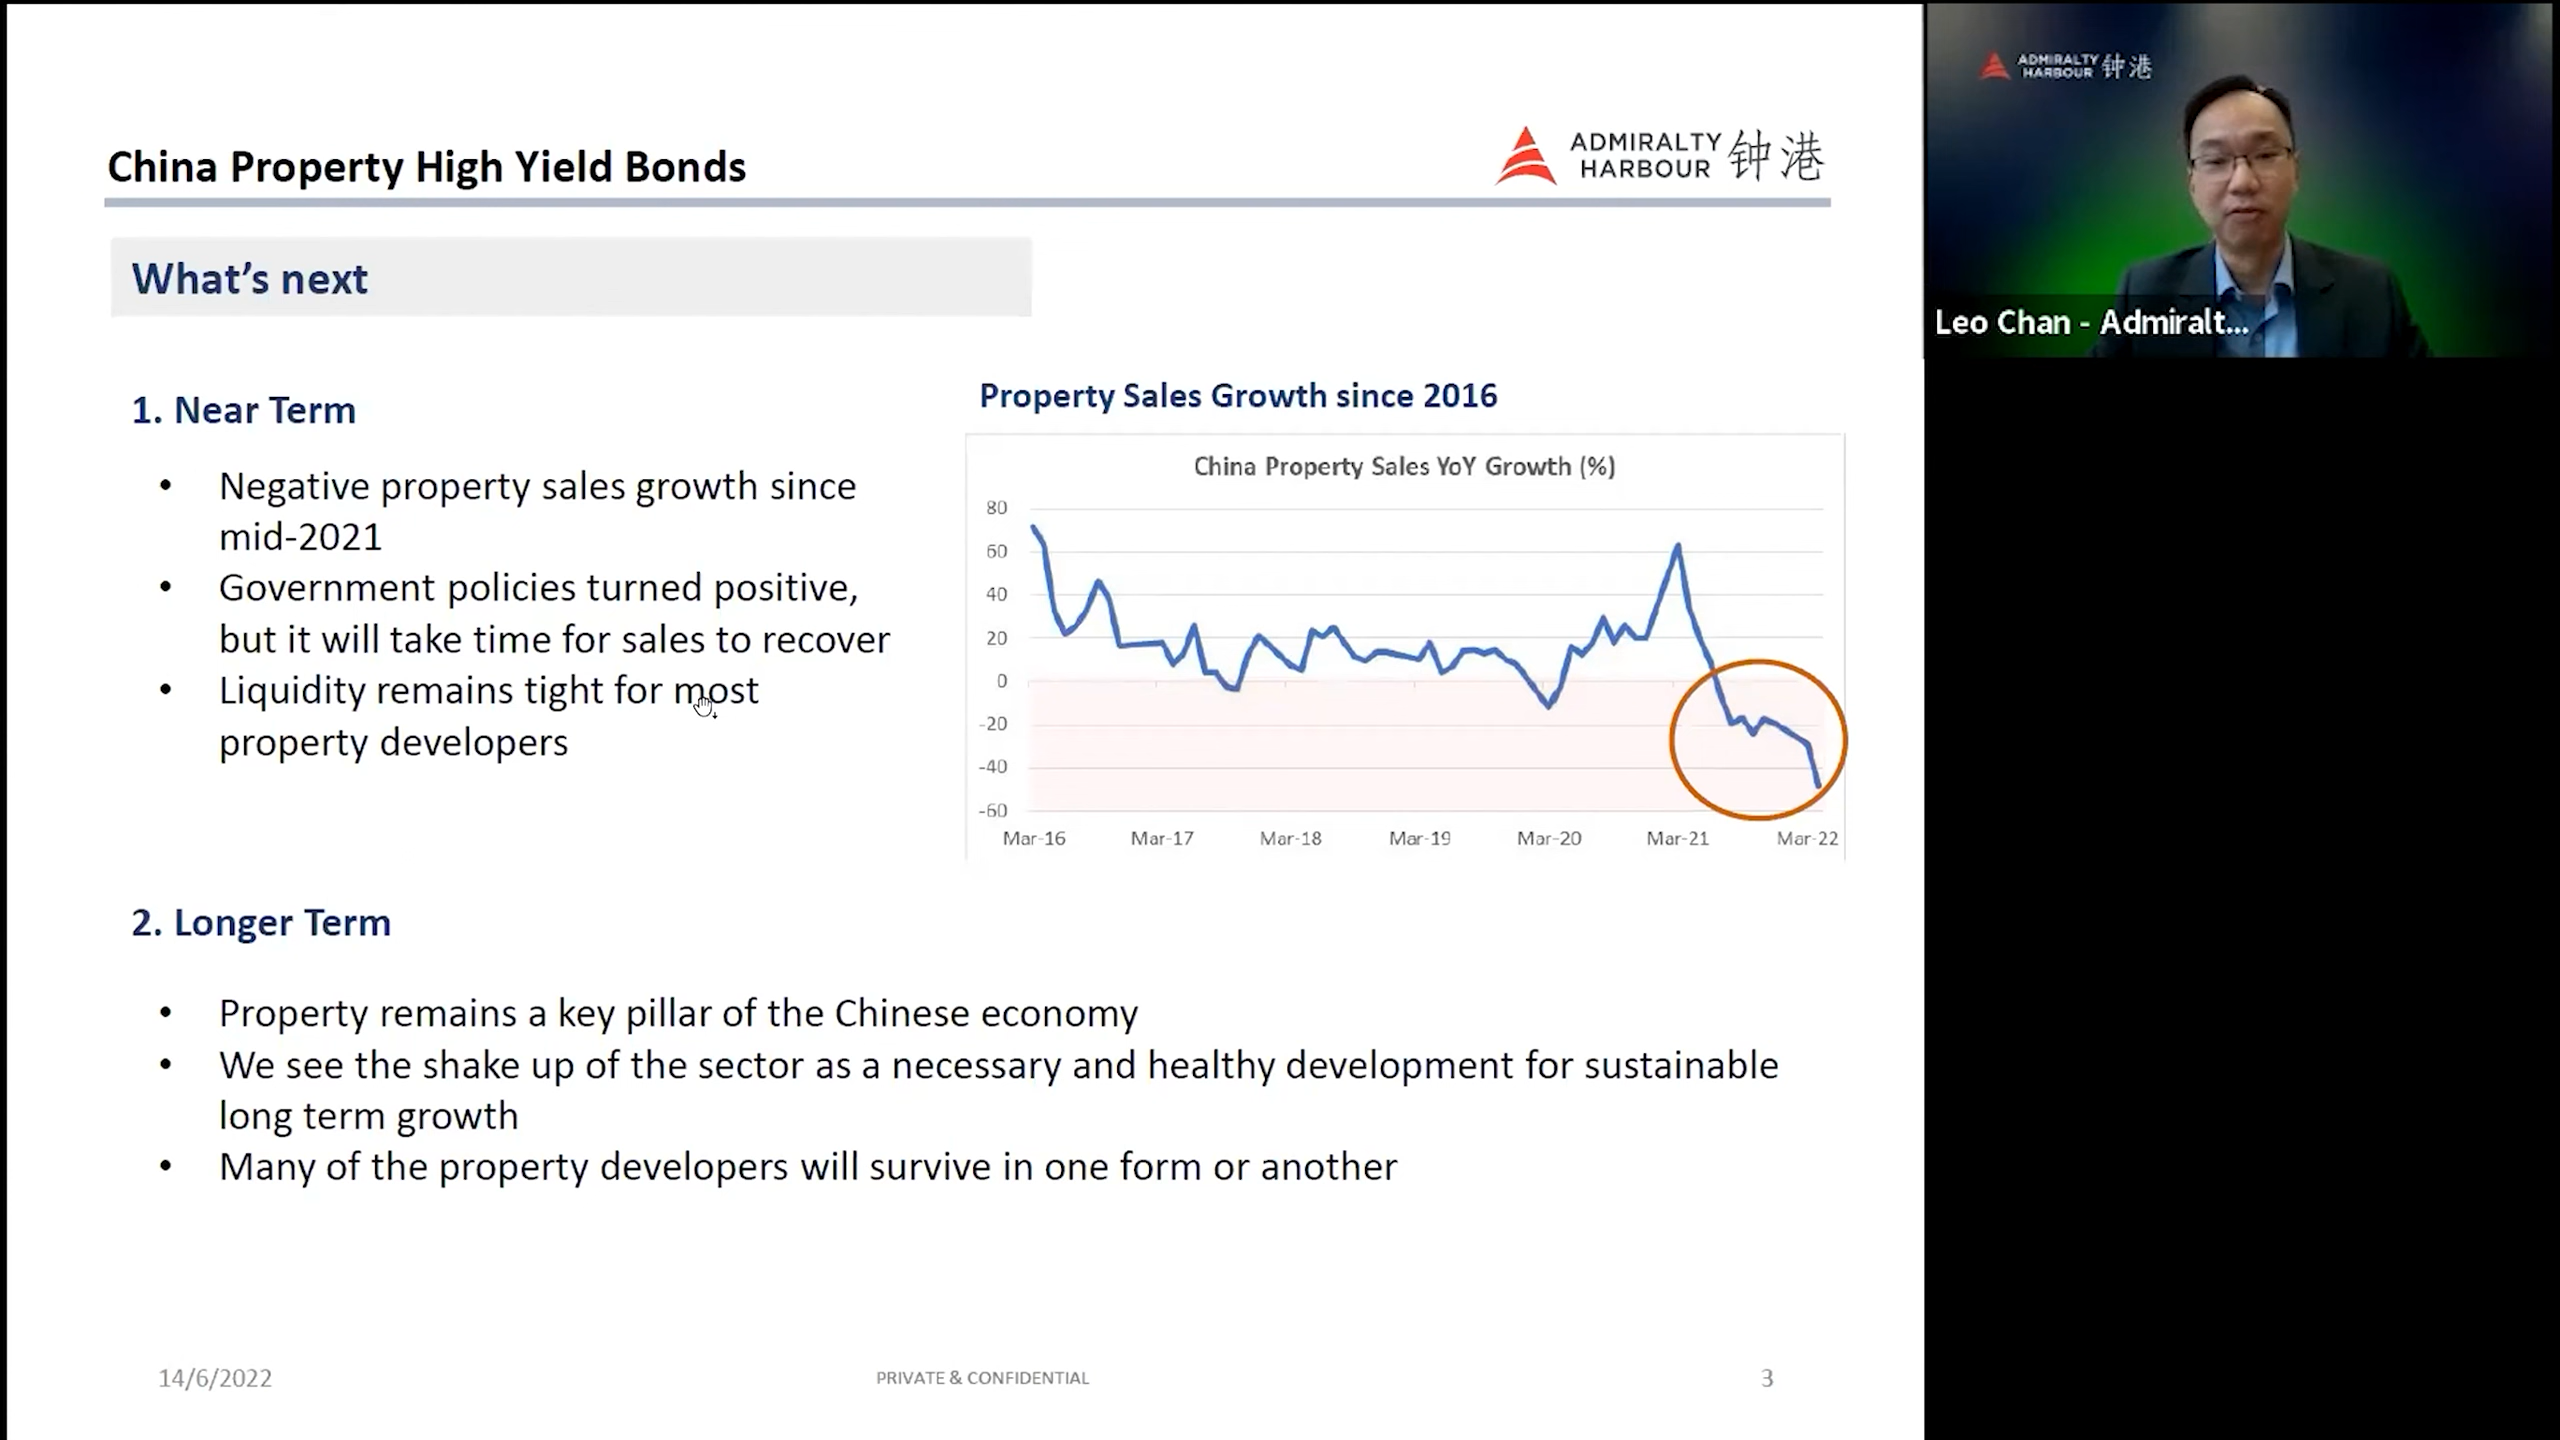 China Property High Yield Bonds
ADMIRALTY
HARBOUR 钟港
What's next
1. Near Term
• Negative property sales growth since
mid-2021
• Government policies turned positive,
but it will take time for sales to recover
• Liquidity remains tight for most
property developers
Property Sales Growth since 2016
China Property Sales YoY Growth (%)
80
60
40
20
0
-20
-40
-60
Mar-16 Mar-17 Mar-18 Mar-19 Mar-20 Mar-21 Mar-22
2. Longer Term
• Property remains a key pillar of the Chinese economy
• We see the shake up of the sector as a necessary and healthy development for sustainable
long term growth
• Many of the property developers will survive in one form or another
14/6/2022 PRIVATE & CONFIDENTIAL 3
ADMIRALTY
HARBOUR 钟港
Leo Chan - Admiralt...